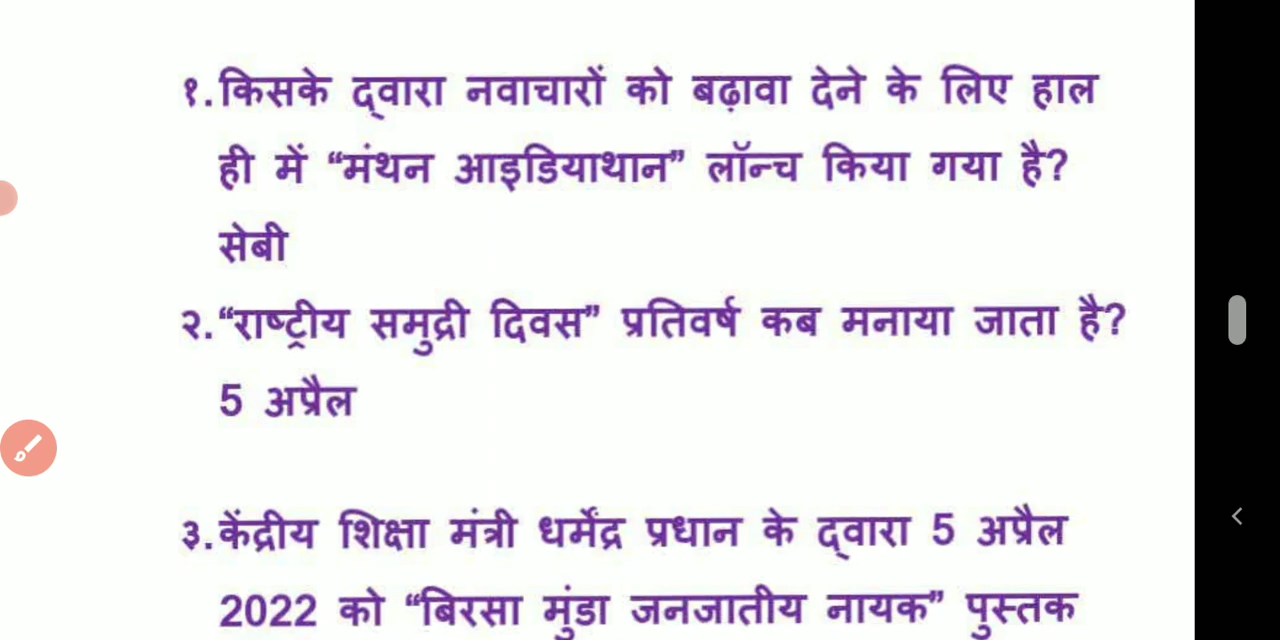 १.किसके द्वारा नवाचारों को बढ़ावा देने के लिए हाल
ही में “मंथन आइडियाथान” लॉन्च किया गया है?
सेबी
२.“राष्ट्रीय समुद्री दिवस” प्रतिवर्ष कब मनाया जाता है?
5 अप्रैल
३.केंद्रीय शिक्षा मंत्री धर्मेंद्र प्रधान के द्वारा 5 अप्रैल
2022 को “बिरसा मुंडा जनजातीय नायक” पुस्तक